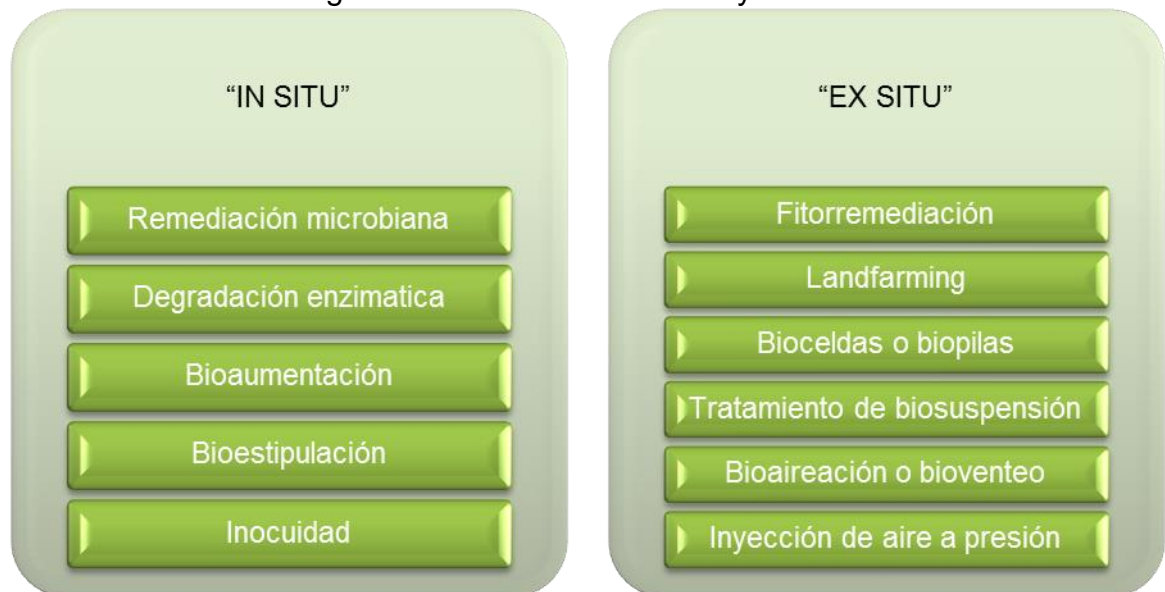 “IN SITU”
Remediación microbiana
Degradación enzimatica
Bioaumentación
Bioestipulación
Inocuidad
“EX SITU”
Fitorremediación
Landfarming
Bioceldas o biopilas
Tratamiento de biosuspensión
Bioaireación o bioventeo
Inyección de aire a presión